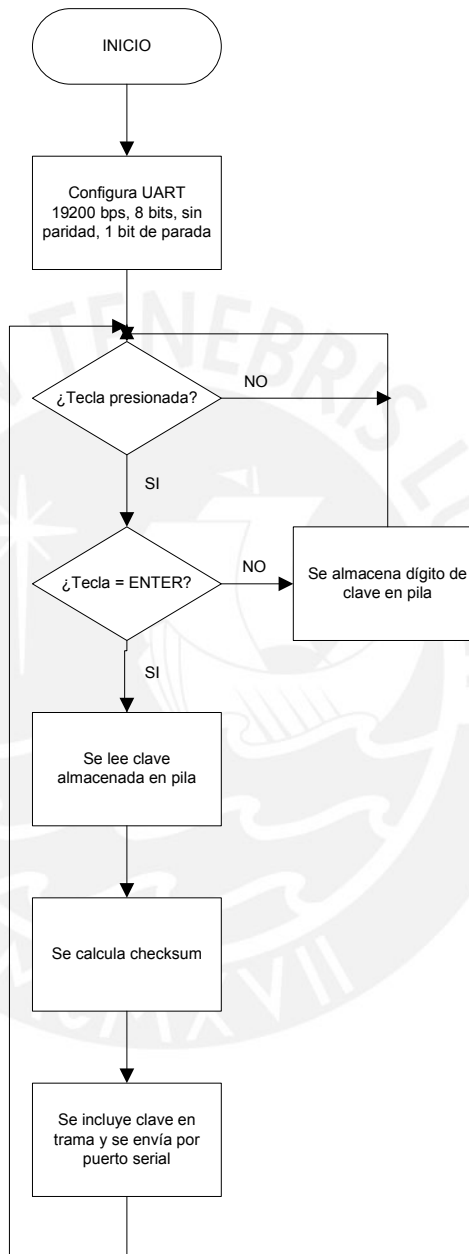 INICIO
Configura UART
19200 bps, 8 bits, sin
paridad, 1 bit de parada
¿Tecla presionada?
NO
SI
¿Tecla = ENTER?
NO
Se almacena dígito de
clave en pila
SI
Se lee clave
almacenada en pila
Se calcula checksum
Se incluye clave en
trama y se envía por
puerto serial
TENEBRIS
MXVII